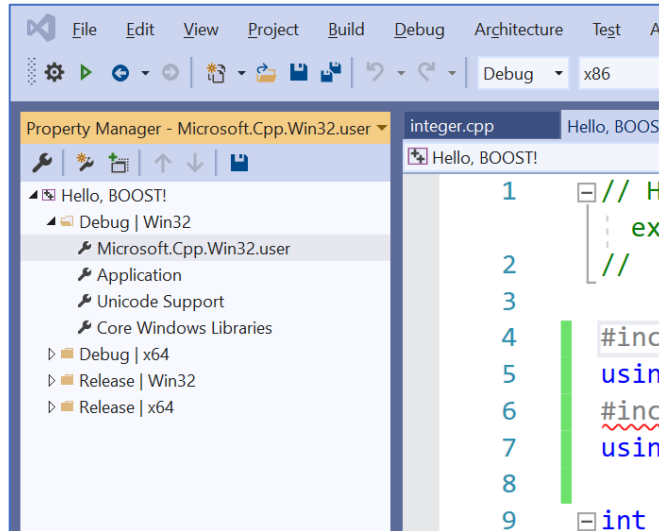 File Edit View Project Build Debug Architecture Test A
Debug x86
Property Manager - Microsoft.Cpp.Win32.user
integer.cpp Hello, BOOS
Hello, BOOST!
Hello, BOOST!
Debug | Win32
Microsoft.Cpp.Win32.user
Application
Unicode Support
Core Windows Libraries
Debug | x64
Release | Win32
Release | x64
1 // H
ex
2 //
3
4 #inc
5 usin
6 #inc
7 usin
8
9 int